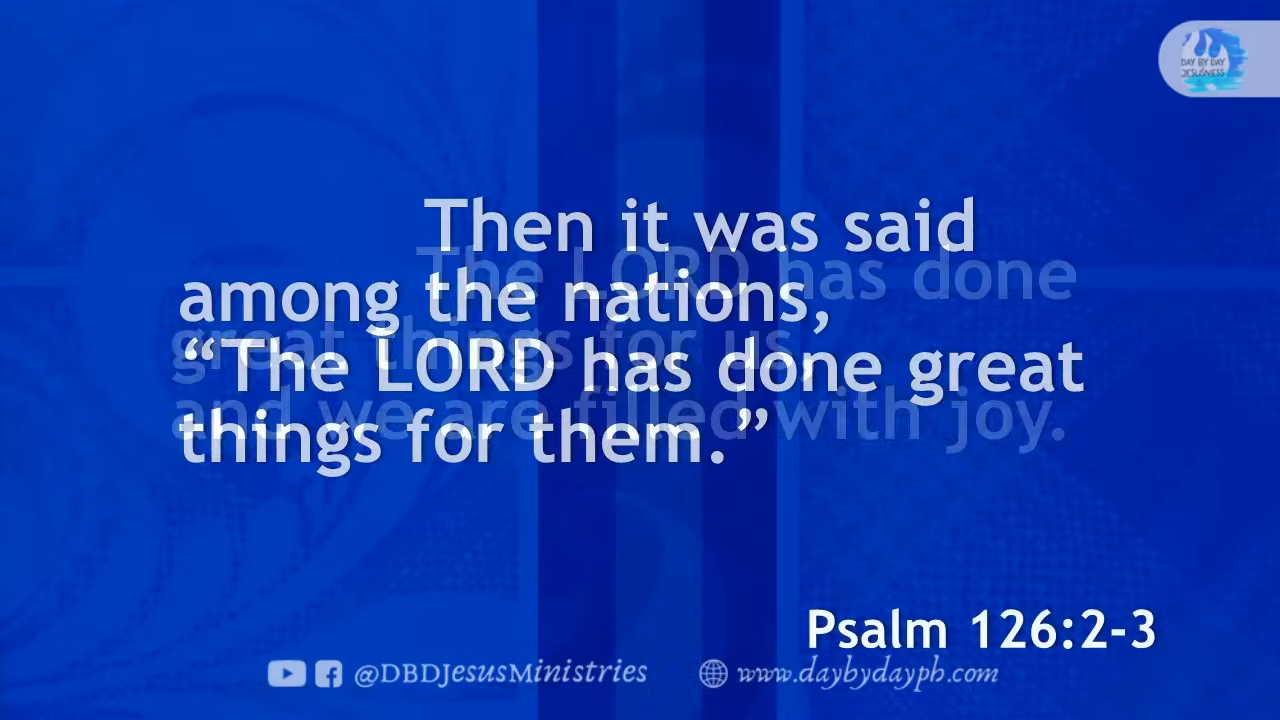 DAY BY DAY
JESUSNESS
Then it was said
among the nations,
“The LORD has done great
things for them.”
The LORD has done
great things for us,
and we are filled with joy.
Psalm 126:2-3
@DBDJesusMinistries
www.daybydayph.com